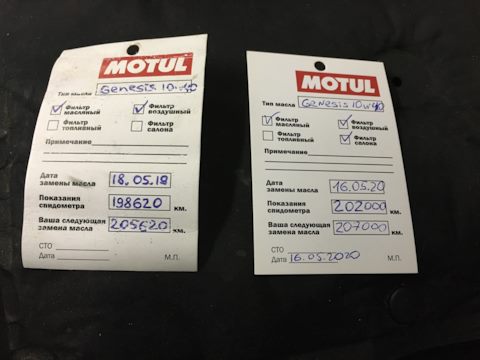 MOTUL
Тип масла Genesis 10w40
Фильтр масляный Фильтр воздушный
Фильтр топливный Фильтр салона
Примечание
Дата замены масла 18.05.19
Показания спидометра 198620 км.
Ваша следующая замена масла 205620 км.
СТО
Дата М.П.
MOTUL
Тип масла Genesis 10w40
Фильтр масляный Фильтр воздушный
Фильтр топливный Фильтр салона
Примечание
Дата замены масла 16.05.20
Показания спидометра 202000 км.
Ваша следующая замена масла 207000 км.
СТО
Дата 16.05.2020 М.П.